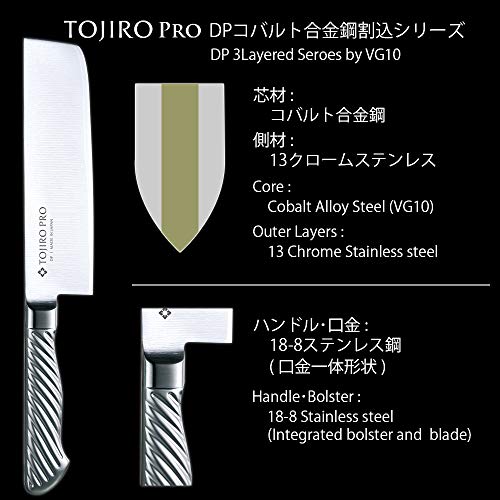 TOJIRO PRO DPコバルト合金鋼割込シリーズ
DP 3Layered Seroes by VG10
芯材 :
コバルト合金鋼
側材 :
13クロームステンレス
Core :
Cobalt Alloy Steel (VG10)
Outer Layers :
13 Chrome Stainless steel
TOJIRO PRO
ハンドル・口金 :
18-8ステンレス鋼
( 口金一体形状 )
Handle・Bolster :
18-8 Stainless steel
(Integrated bolster and blade)